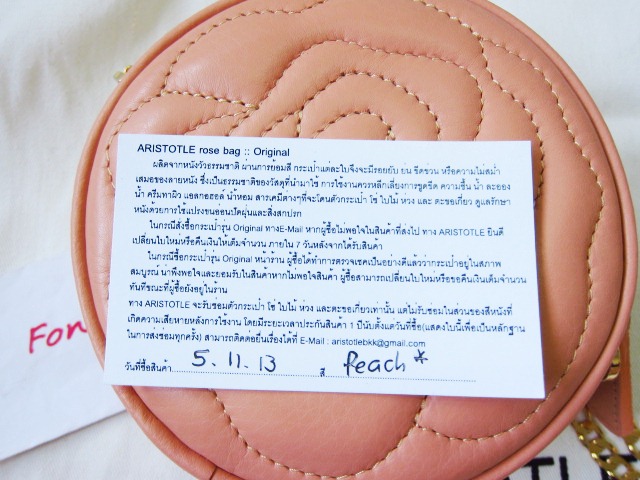 ARISTOTLE rose bag :: Original
ผลิตจากหนังวัวธรรมชาติ ผ่านการย้อมสี กระเป๋าแต่ละใบจึงจะมีรอยยับ ย่น ขีดข่วน หรือความไม่สม่ำ
เสมอของลายหนัง ซึ่งเป็นธรรมชาติของวัสดุที่นำมาใช้ การใช้งานควรหลีกเลี่ยงการขูดขีด ความชื้น น้ำ ละออง
น้ำ ครีมทาผิว แอลกอฮอล์ น้ำหอม สารเคมีต่างๆที่จะโดนตัวกระเป๋า โซ่ ใบไม้ ห่วง และ ตะขอเกี่ยว ดูแลรักษา
หนังด้วยการใช้แปรงขนอ่อนปัดฝุ่นและสิ่งสกปรก
ในกรณีสั่งซื้อกระเป๋ารุ่น Original ทางE-Mail หากผู้ซื้อไม่พอใจในสินค้าที่ส่งไป ทาง ARISTOTLE ยินดี
เปลี่ยนใบใหม่หรือคืนเงินให้เต็มจำนวน ภายใน 7 วันหลังจากได้รับสินค้า
ในกรณีซื้อกระเป๋ารุ่น Original หน้าร้าน ผู้ซื้อได้ทำการตรวจเช็คเป็นอย่างดีแล้วว่ากระเป๋าอยู่ในสภาพ
สมบูรณ์ น่าพึงพอใจและยอมรับในสินค้าหากไม่พอใจสินค้า ผู้ซื้อสามารถเปลี่ยนใบใหม่หรือขอคืนเงินเต็มจำนวน
ทันทีขณะที่ผู้ซื้อยังอยู่ในร้าน
ทาง ARISTOTLE จะรับซ่อมตัวกระเป๋า โซ่ ใบไม้ ห่วง และตะขอเกี่ยวเท่านั้น แต่ไม่รับซ่อมในส่วนของสีหนังที่
เกิดความเสียหายหลังการใช้งาน โดยมีระยะเวลาประกันสินค้า 1 ปีนับตั้งแต่วันที่ซื้อ(แสดงใบนี้เพื่อเป็นหลักฐาน
ในการส่งซ่อมทุกครั้ง) สามารถติดต่อยื่นเรื่องได้ที่ E-Mail : aristotlebkk@gmail.com
วันที่ซื้อสินค้า 5.11.13 สี Peach*
For